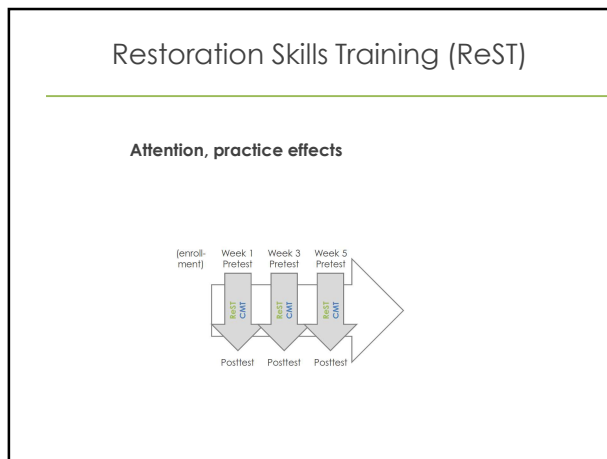 Restoration Skills Training (ReST)
Attention, practice effects
(enroll-
ment)
Week 1
Pretest
Week 3
Pretest
Week 5
Pretest
ReST
CMT
ReST
CMT
ReST
CMT
Posttest
Posttest
Posttest